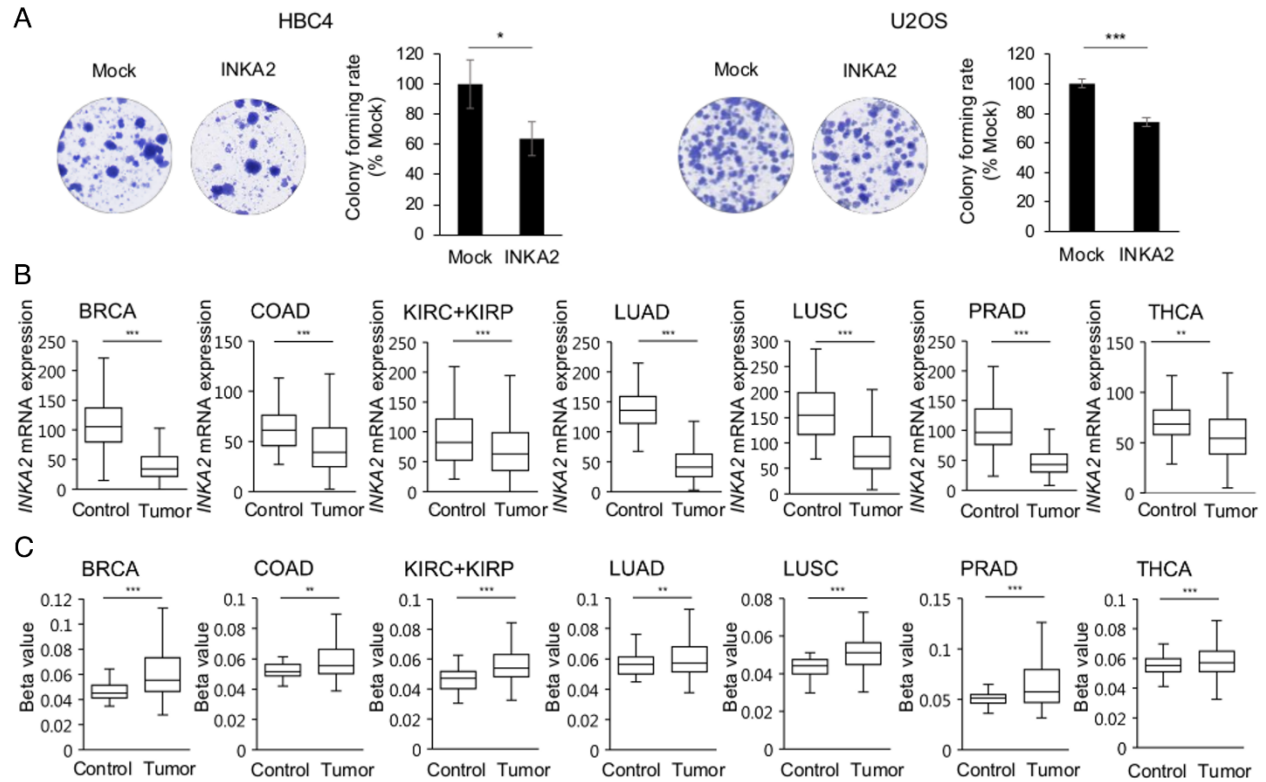 A
HBC4
U2OS
Mock
INKA2
*
Colony forming rate
(% Mock)
120
100
80
60
40
20
0
Mock
INKA2
Mock
INKA2
***
Colony forming rate
(% Mock)
120
100
80
60
40
20
0
Mock
INKA2
B
BRCA
***
INKA2 mRNA expression
250
200
150
100
50
0
Control
Tumor
COAD
***
INKA2 mRNA expression
150
100
50
0
Control
Tumor
KIRC+KIRP
***
INKA2 mRNA expression
250
200
150
100
50
0
Control
Tumor
LUAD
***
INKA2 mRNA expression
250
200
150
100
50
0
Control
Tumor
LUSC
***
INKA2 mRNA expression
300
250
200
150
100
50
0
Control
Tumor
PRAD
***
INKA2 mRNA expression
250
200
150
100
50
0
Control
Tumor
THCA
**
INKA2 mRNA expression
150
100
50
0
Control
Tumor
C
BRCA
***
Beta value
0.12
0.1
0.08
0.06
0.04
0.02
0
Control
Tumor
COAD
**
Beta value
0.1
0.08
0.06
0.04
0.02
0
Control
Tumor
KIRC+KIRP
***
Beta value
0.1
0.08
0.06
0.04
0.02
0
Control
Tumor
LUAD
**
Beta value
0.1
0.08
0.06
0.04
0.02
0
Control
Tumor
LUSC
***
Beta value
0.08
0.06
0.04
0.02
0
Control
Tumor
PRAD
***
Beta value
0.15
0.1
0.05
0
Control
Tumor
THCA
***
Beta value
0.1
0.08
0.06
0.04
0.02
0
Control
Tumor